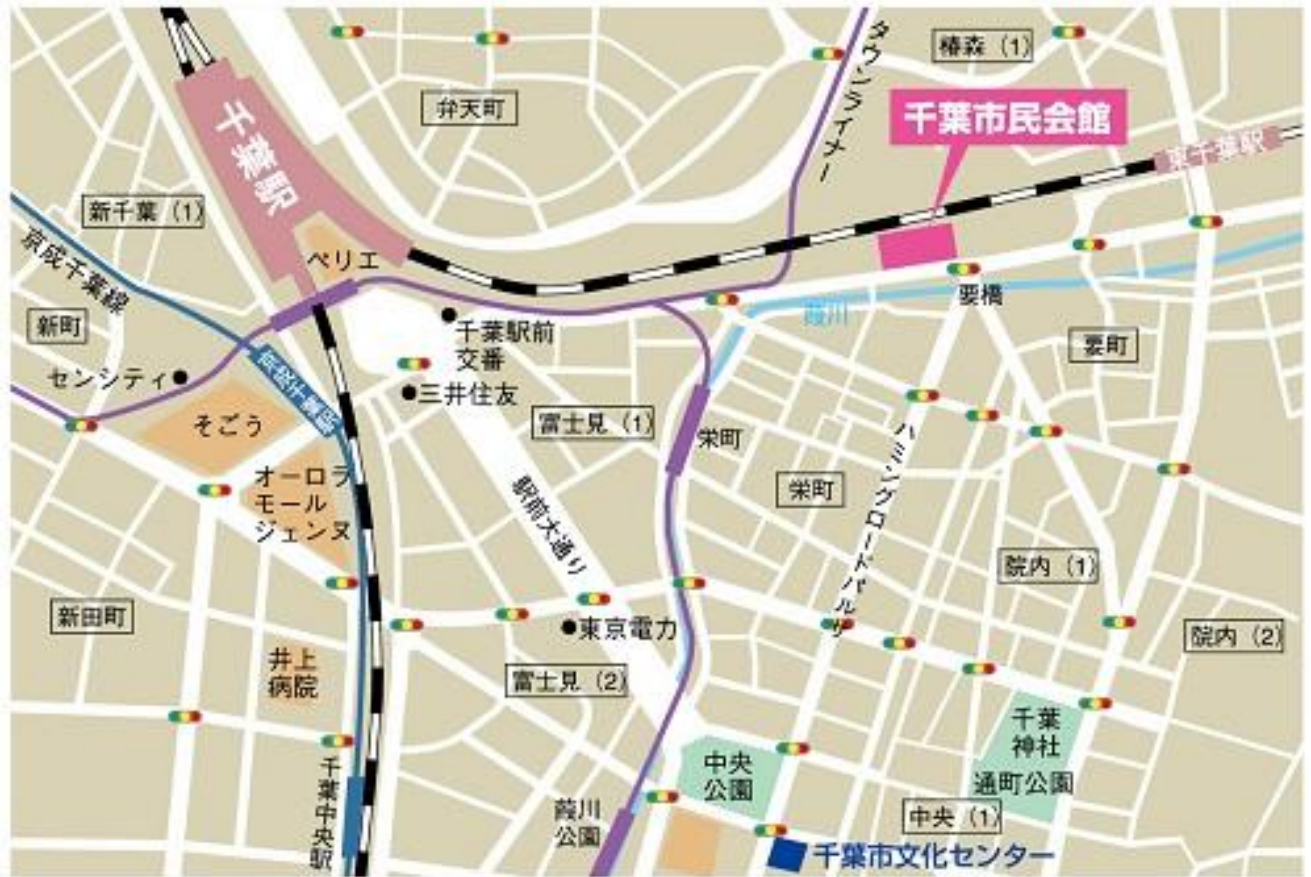 椿森（1）
タウンライナー
弁天町
千葉市民会館
千葉駅
東千葉駅
新千葉（1）
京成千葉線
ペリエ
新町
千葉駅前
交番
葭川
要橋
要町
センシティ
京成千葉駅
三井住友
そごう
富士見（1）
栄町
ハミングロードパルサ
オーロラ
モール
ジェンヌ
駅前大通り
栄町
院内（1）
新田町
東京電力
院内（2）
井上
病院
富士見（2）
千葉
神社
中央
公園
通町公園
千葉中央駅
葭川
公園
中央（1）
千葉市文化センター